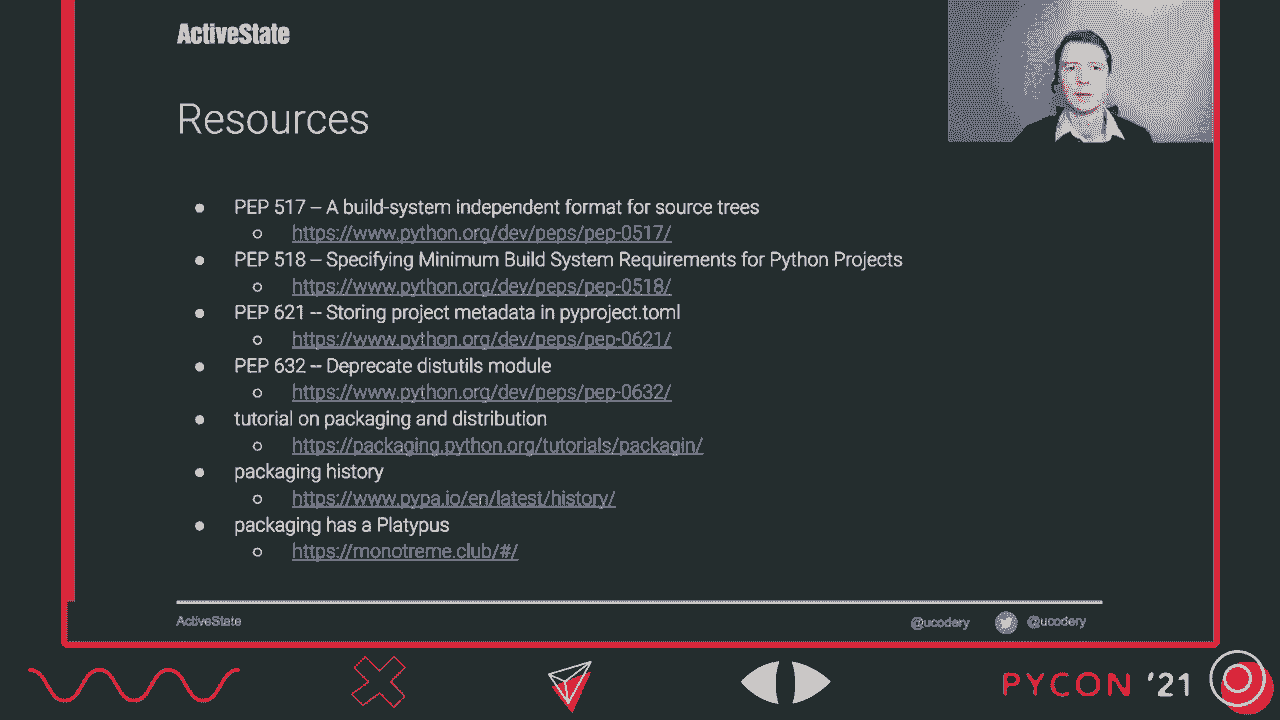 ActiveState
Resources
PEP 517 – A build-system independent format for source trees
https://www.python.org/dev/peps/pep-0517/
PEP 518 – Specifying Minimum Build System Requirements for Python Projects
https://www.python.org/dev/peps/pep-0518/
PEP 621 -- Storing project metadata in pyproject.toml
https://www.python.org/dev/peps/pep-0621/
PEP 632 -- Deprecate distutils module
https://www.python.org/dev/peps/pep-0632/
tutorial on packaging and distribution
https://packaging.python.org/tutorials/packagin/
packaging history
https://www.pypa.io/en/latest/history/
packaging has a Platypus
https://monotreme.club/#/
ActiveState
@ucodery @ucodery
PYCON '21